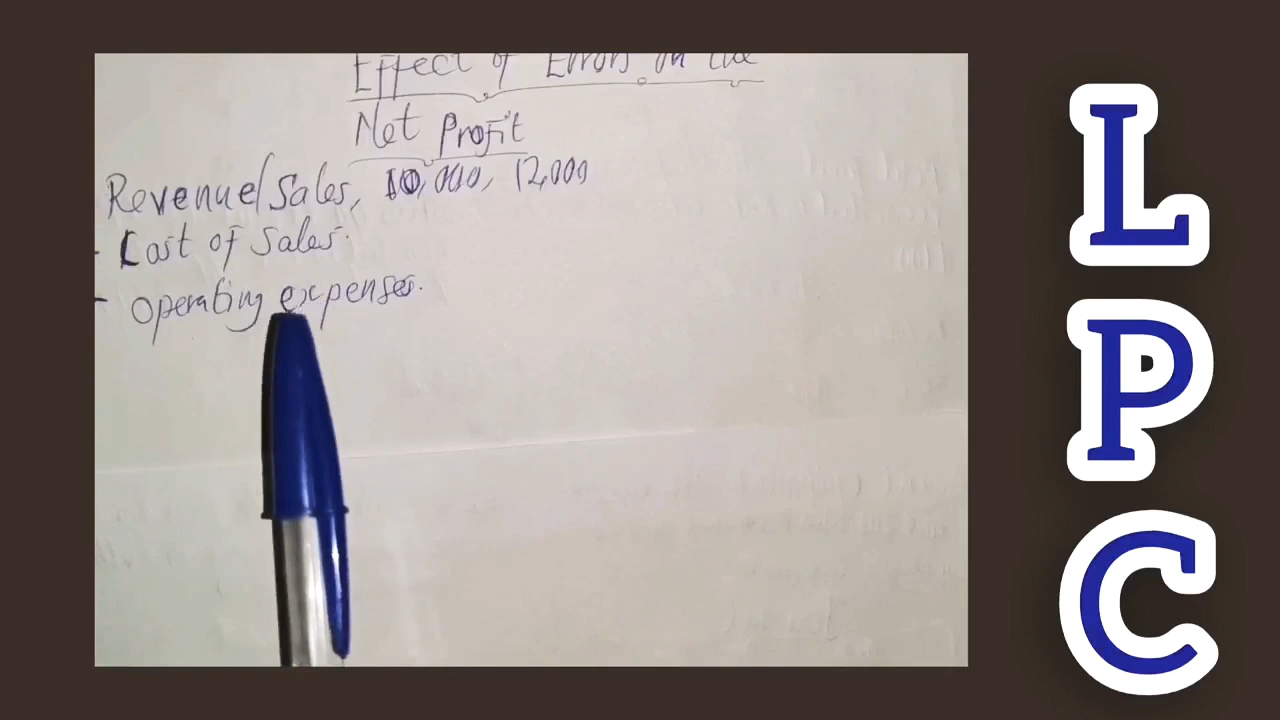 Effect of Errors on the
Net Profit
Revenue/Sales, 10,000, 12,000
- Cost of Sales.
- Operating expenses.
L
P
C